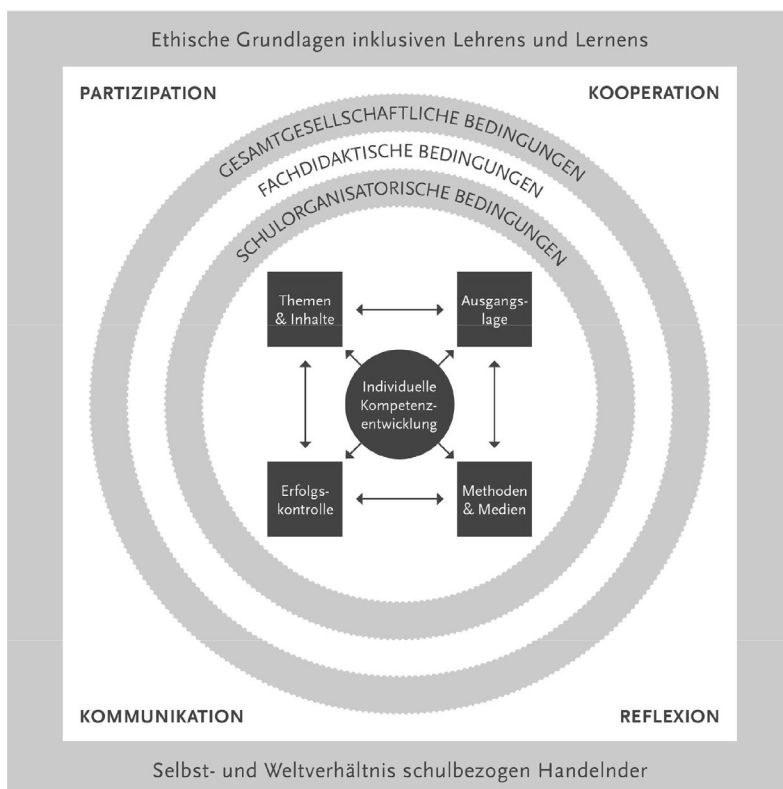 Ethische Grundlagen inklusiven Lehrens und Lernens
PARTIZIPATION
KOOPERATION
GESAMTGESELLSCHAFTLICHE BEDINGUNGEN
FACHDIDAKTISCHE BEDINGUNGEN
SCHULORGANISATORISCHE BEDINGUNGEN
Themen
& Inhalte
Ausgangs-
lage
Individuelle
Kompetenz-
entwicklung
Erfolgs-
kontrolle
Methoden
& Medien
KOMMUNIKATION
REFLEXION
Selbst- und Weltverhältnis schulbezogen Handelnder